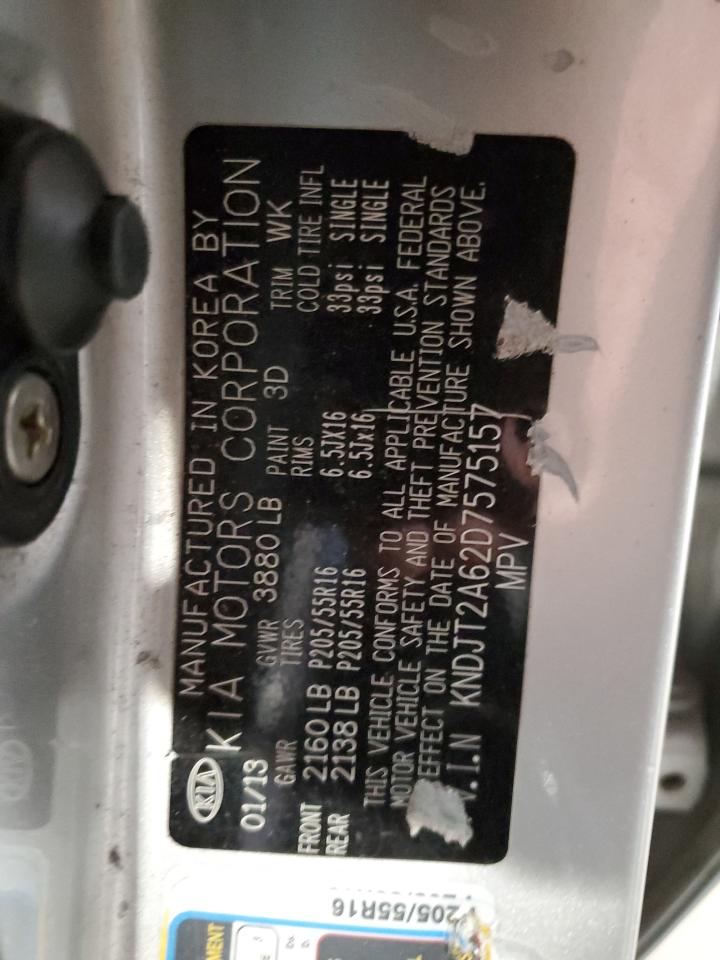 MANUFACTURED IN KOREA BY
KIA KIA MOTORS CORPORATION
01/13 GVWR 3880 LB PAINT 3D TRIM WK
GAWR TIRES RIMS COLD TIRE INFL
FRONT 2160 LB P205/55R16 6.5Jx16 33psi SINGLE
REAR 2138 LB P205/55R16 6.5Jx16 33psi SINGLE
THIS VEHICLE CONFORMS TO ALL APPLICABLE U.S.A. FEDERAL
MOTOR VEHICLE SAFETY AND THEFT PREVENTION STANDARDS
EFFECT ON THE DATE OF MANUFACTURE SHOWN ABOVE.
V.I.N KNDJT2A62D7575157
MPV
205/55R16